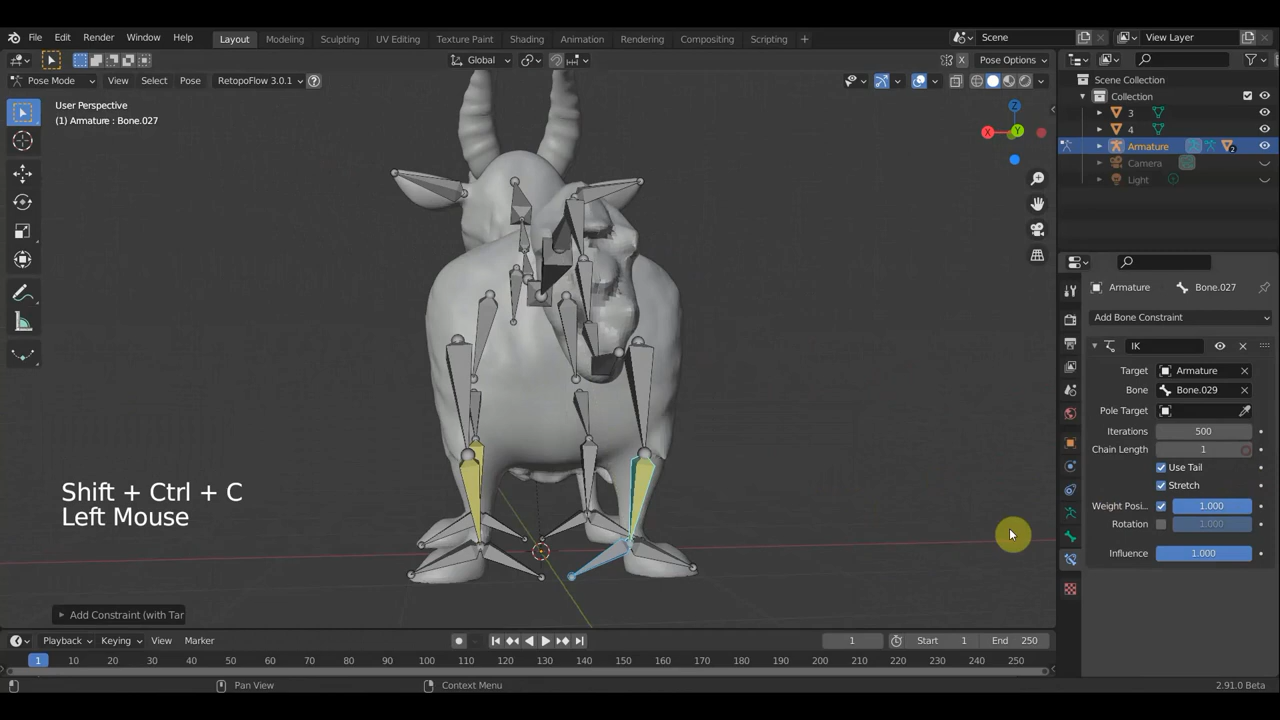 File Edit Render Window Help
Layout Modeling Sculpting UV Editing Texture Paint Shading Animation Rendering Compositing Scripting +
Scene
View Layer
Global
Pose Options
X
Pose Mode
View Select Pose
RetopoFlow 3.0.1
User Perspective
(1) Armature : Bone.027
Scene Collection
Collection
3
4
Armature
2
Camera
Light
Z
X
Y
Armature
Bone.027
Add Bone Constraint
IK
Target
Armature
Bone
Bone.029
Pole Target
Iterations
500
Chain Length
1
Use Tail
Stretch
Weight Posi...
1.000
Rotation
1.000
Influence
1.000
Shift + Ctrl + C
Left Mouse
Add Constraint (with Tar
Playback
Keying
View
Marker
1
Start 1
End 250
1 10 20 30 40 50 60 70 80 90 100 110 120 130 140 150 160 170 180 190 200 210 220 230 240 250
Pan View
Context Menu
2.91.0 Beta